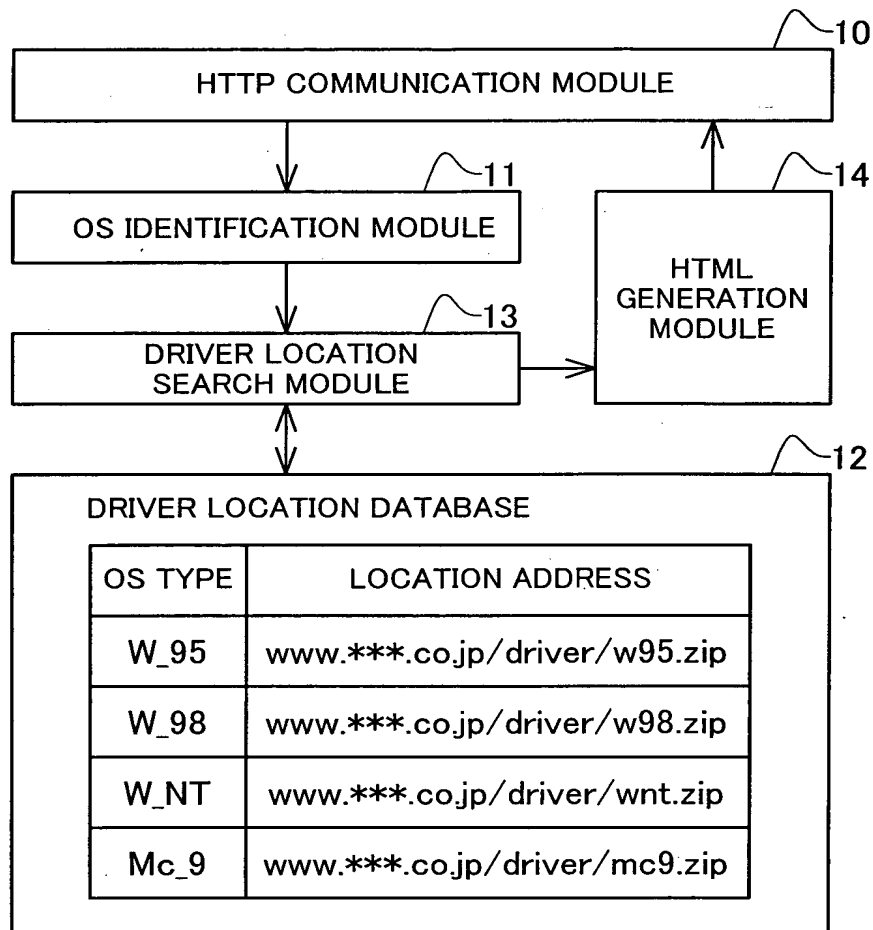 10
HTTP COMMUNICATION MODULE
11
OS IDENTIFICATION MODULE
14
HTML
GENERATION
MODULE
13
DRIVER LOCATION
SEARCH MODULE
12
DRIVER LOCATION DATABASE
OS TYPE LOCATION ADDRESS
W_95 www.***.co.jp/driver/w95.zip
W_98 www.***.co.jp/driver/w98.zip
W_NT www.***.co.jp/driver/wnt.zip
Mc_9 www.***.co.jp/driver/mc9.zip